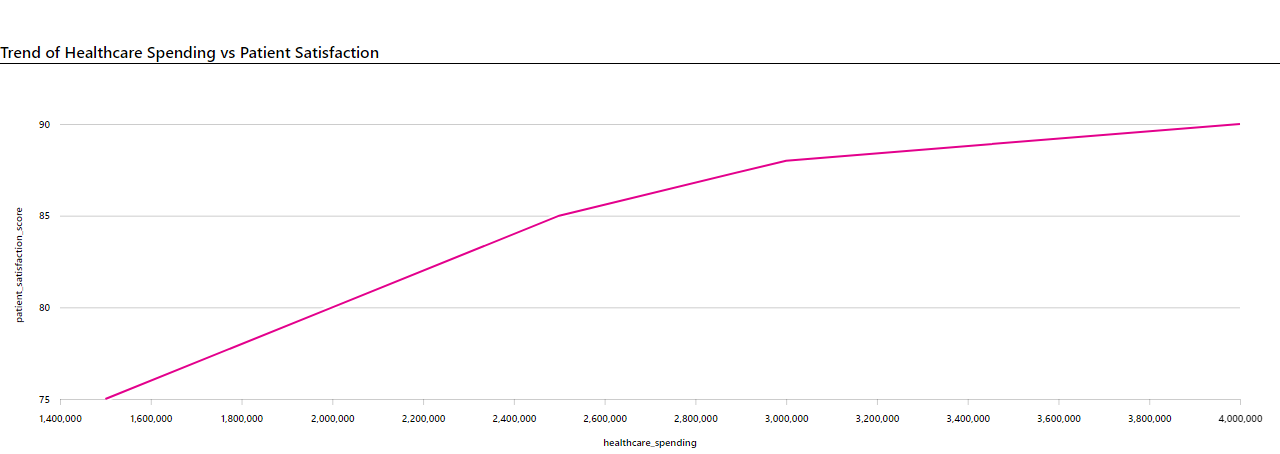 Trend of Healthcare Spending vs Patient Satisfaction
90
85
80
75
patient_satisfaction_score
1,400,000 1,600,000 1,800,000 2,000,000 2,200,000 2,400,000 2,600,000 2,800,000 3,000,000 3,200,000 3,400,000 3,600,000 3,800,000 4,000,000
healthcare_spending